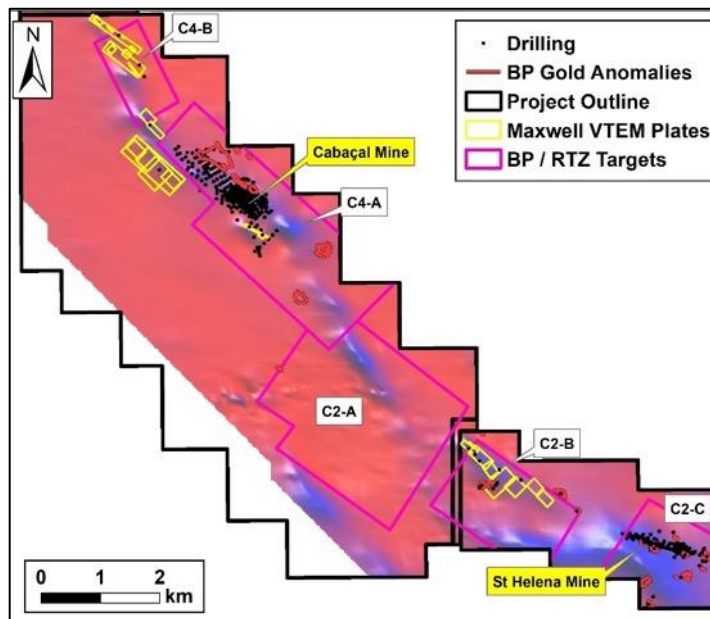 N
C4-B
Drilling
BP Gold Anomalies
Project Outline
Maxwell VTEM Plates
BP / RTZ Targets
Cabaçal Mine
C4-A
C2-A
C2-B
C2-C
St Helena Mine
0 1 2
km